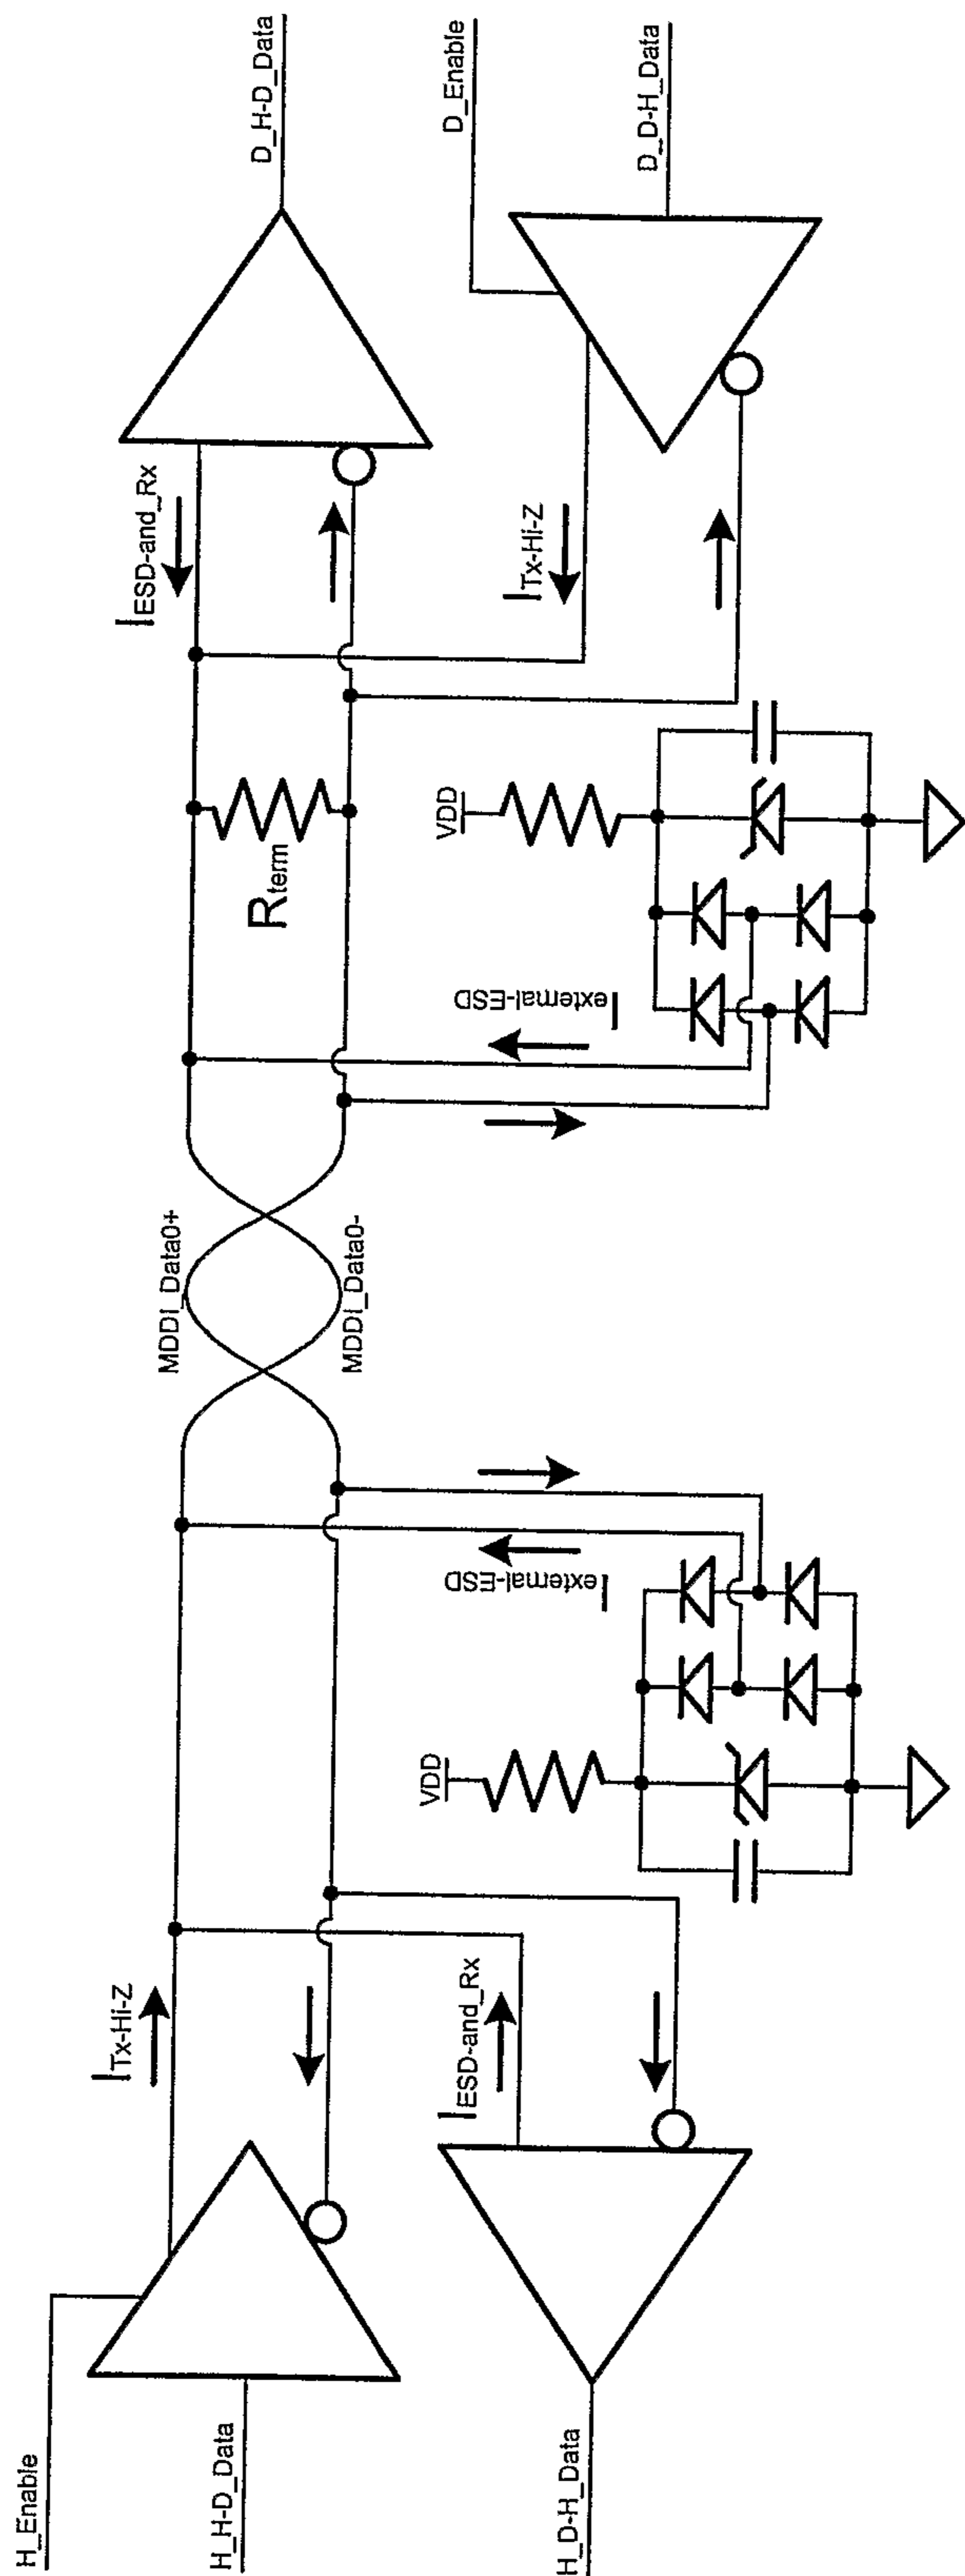 H_Enable
H_H-D_Data
H_D-H_Data
ITx-Hi-Z
IESD-and_Rx
VDD
Iexternal-ESD
MDDI_Data0+
MDDI_Data0-
Iexternal-ESD
VDD
Rterm
IESD-and_Rx
ITx-Hi-Z
D_H-D_Data
D_Enable
D_D-H_Data